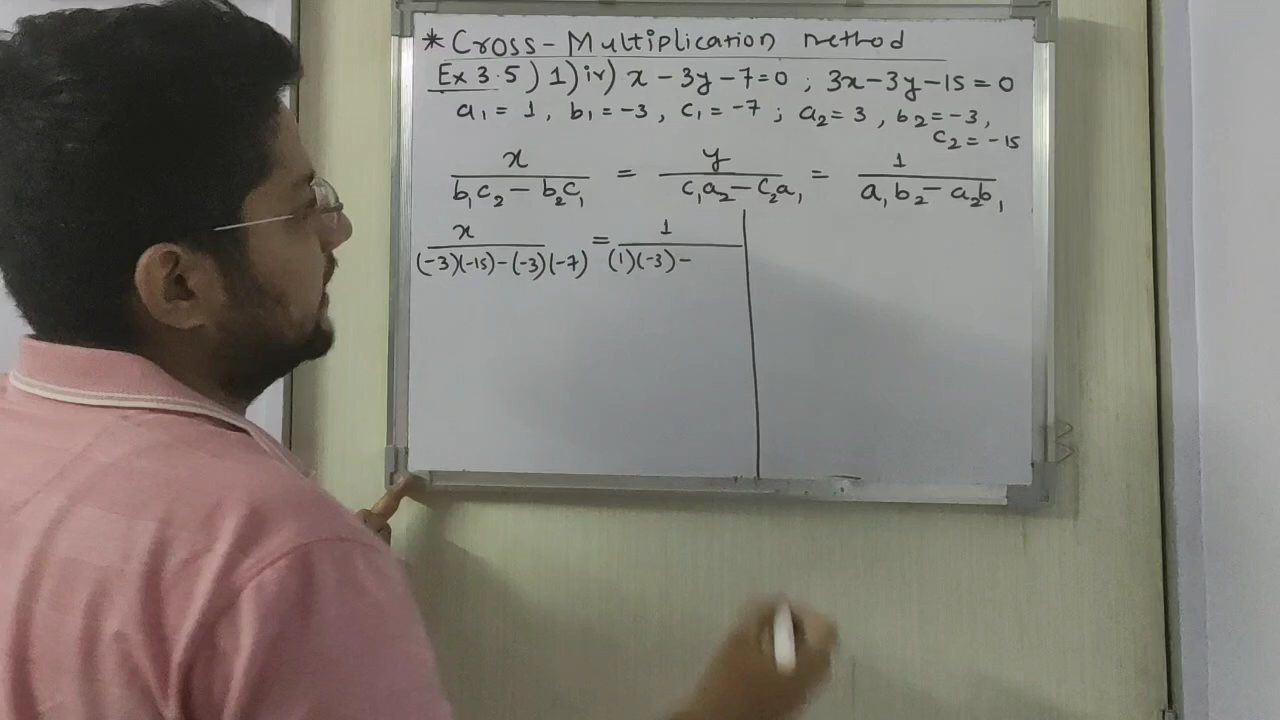 * Cross-Multiplication method
Ex 3.5) 1) iv) x - 3y - 7 = 0 ; 3x - 3y - 15 = 0
a₁ = 1, b₁ = -3, c₁ = -7 ; a₂ = 3, b₂ = -3,
c₂ = -15
x / (b₁c₂ - b₂c₁) = y / (c₁a₂ - c₂a₁) = 1 / (a₁b₂ - a₂b₁)
x / (-3)(-15) - (-3)(-7) = 1 / (1)(-3) -